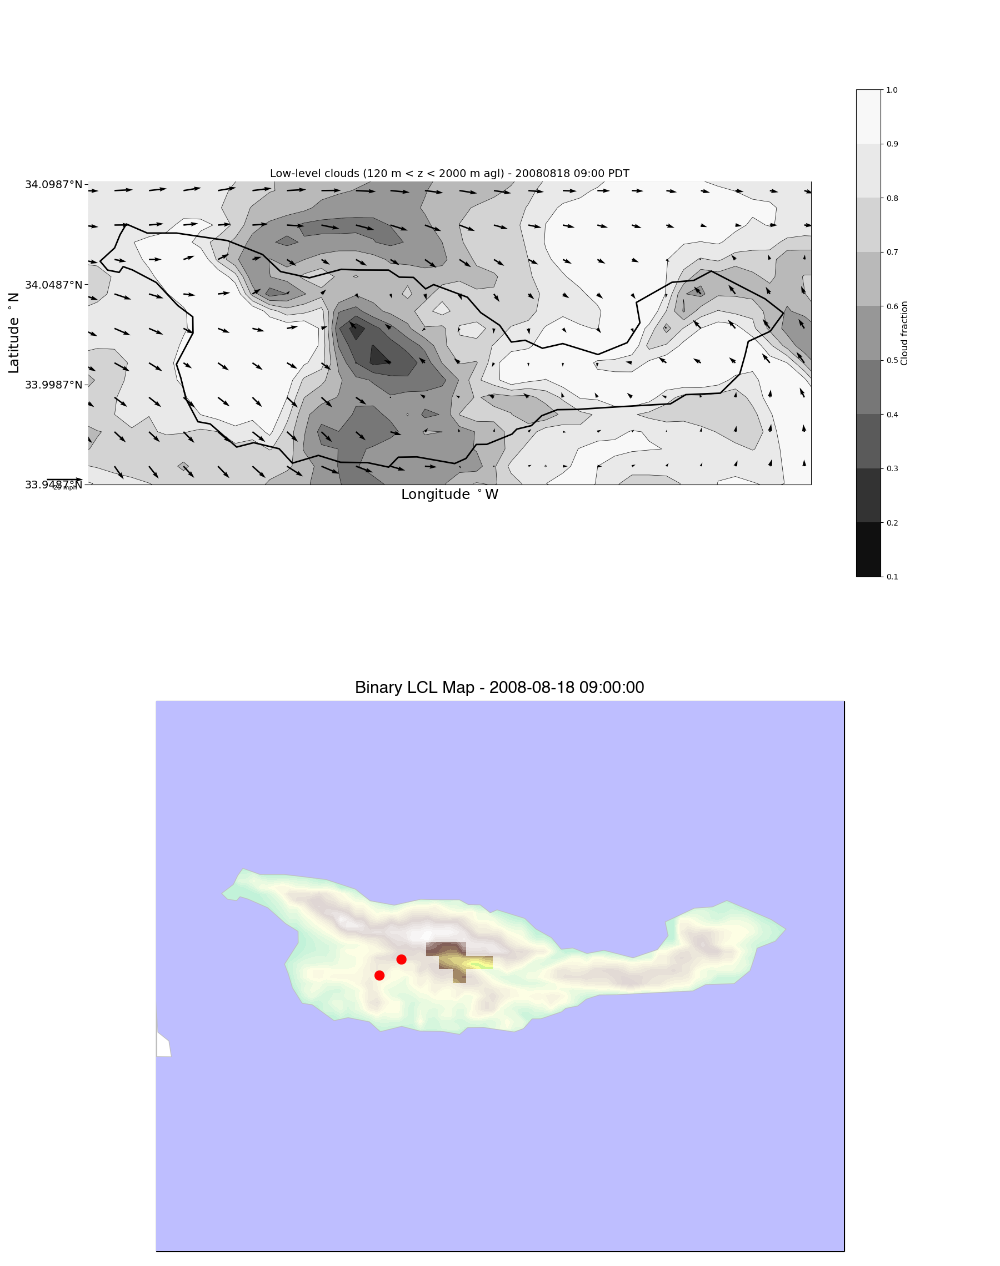 Low-level clouds (120 m < z < 2000 m agl) - 20080818 09:00 PDT
34.0987°N
34.0487°N
33.9987°N
33.9487°N
Latitude °N
Longitude °W
1.0
0.9
0.8
0.7
0.6
0.5
0.4
0.3
0.2
0.1
Cloud fraction
Binary LCL Map - 2008-08-18 09:00:00